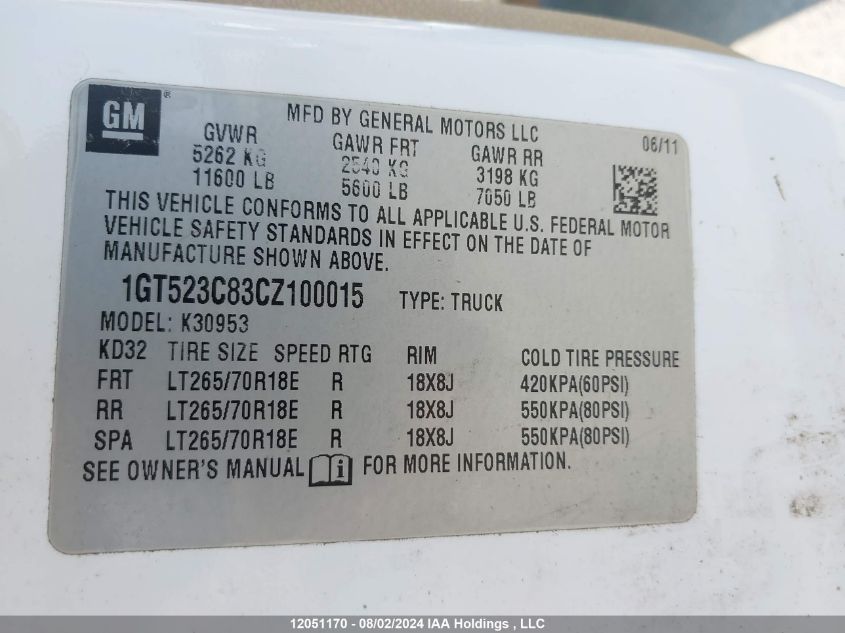 GM ®
MFD BY GENERAL MOTORS LLC
06/11
GVWR GAWR FRT GAWR RR
5262 KG 2540 KG 3198 KG
11600 LB 5600 LB 7050 LB
THIS VEHICLE CONFORMS TO ALL APPLICABLE U.S. FEDERAL MOTOR
VEHICLE SAFETY STANDARDS IN EFFECT ON THE DATE OF
MANUFACTURE SHOWN ABOVE.
1GT523C83CZ100015 TYPE: TRUCK
MODEL: K30953
KD32 TIRE SIZE SPEED RTG RIM COLD TIRE PRESSURE
FRT LT265/70R18E R 18X8J 420KPA(60PSI)
RR LT265/70R18E R 18X8J 550KPA(80PSI)
SPA LT265/70R18E R 18X8J 550KPA(80PSI)
SEE OWNER'S MANUAL i FOR MORE INFORMATION.
12051170 - 08/02/2024 IAA Holdings , LLC